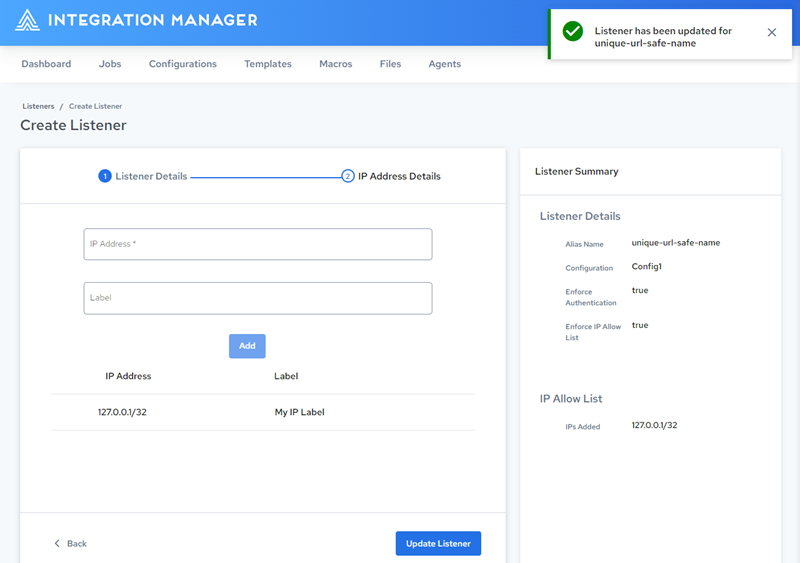 INTEGRATION MANAGER
Listener has been updated for
unique-url-safe-name
Dashboard
Jobs
Configurations
Templates
Macros
Files
Agents
Listeners / Create Listener
Create Listener
1 Listener Details
2 IP Address Details
IP Address *
Label
Add
IP Address
Label
127.0.0.1/32
My IP Label
Back
Update Listener
Listener Summary
Listener Details
Alias Name
unique-url-safe-name
Configuration
Config1
Enforce
Authentication
true
Enforce IP Allow
List
true
IP Allow List
IPs Added
127.0.0.1/32